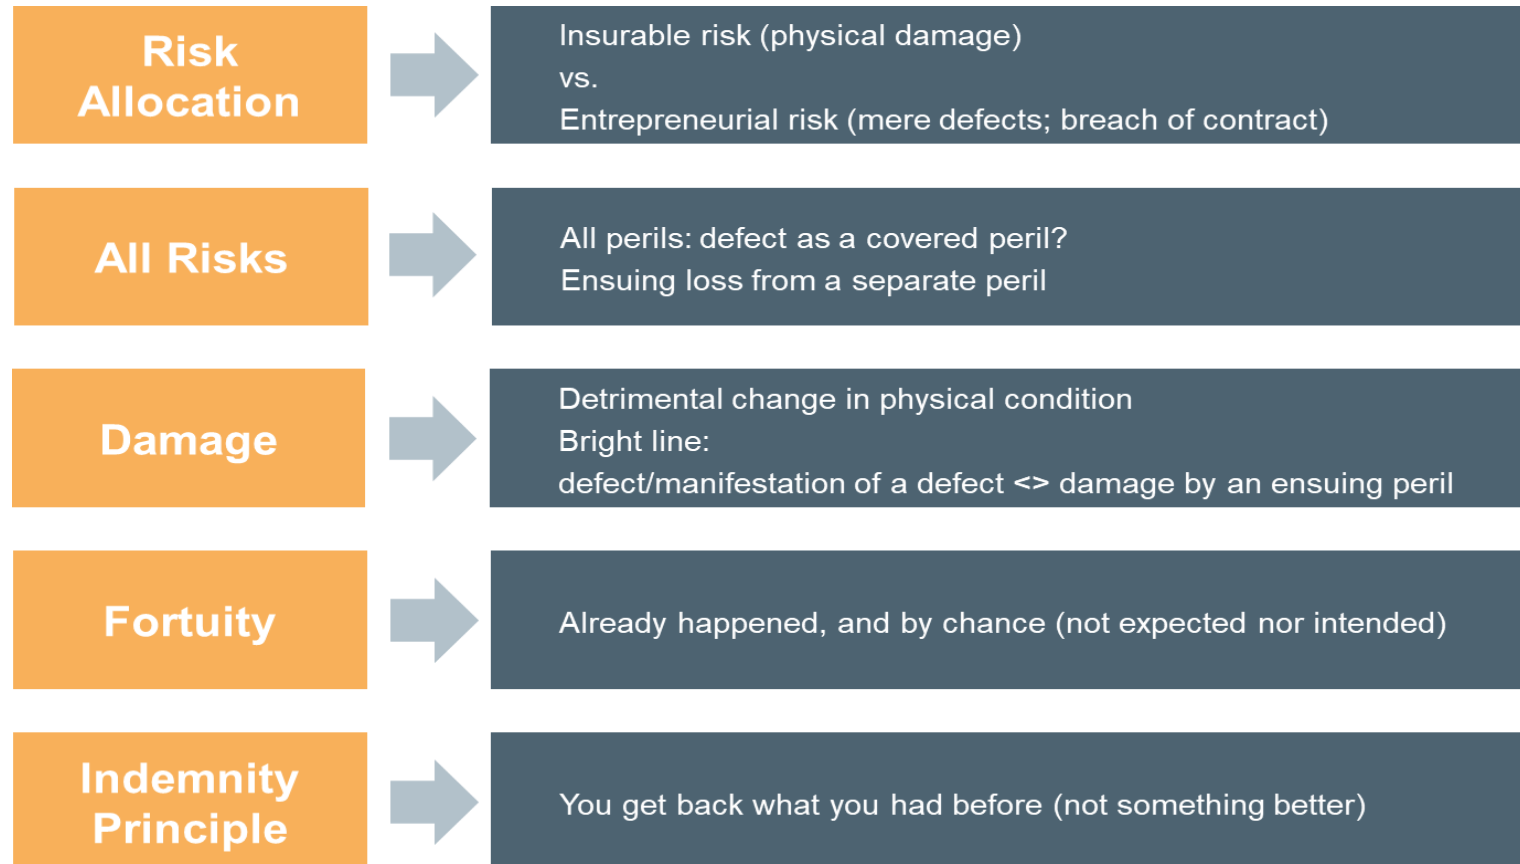 Risk
Allocation
Insurable risk (physical damage)
vs.
Entrepreneurial risk (mere defects; breach of contract)
All Risks
All perils: defect as a covered peril?
Ensuing loss from a separate peril
Damage
Detrimental change in physical condition
Bright line:
defect/manifestation of a defect <> damage by an ensuing peril
Fortuity
Already happened, and by chance (not expected nor intended)
Indemnity
Principle
You get back what you had before (not something better)